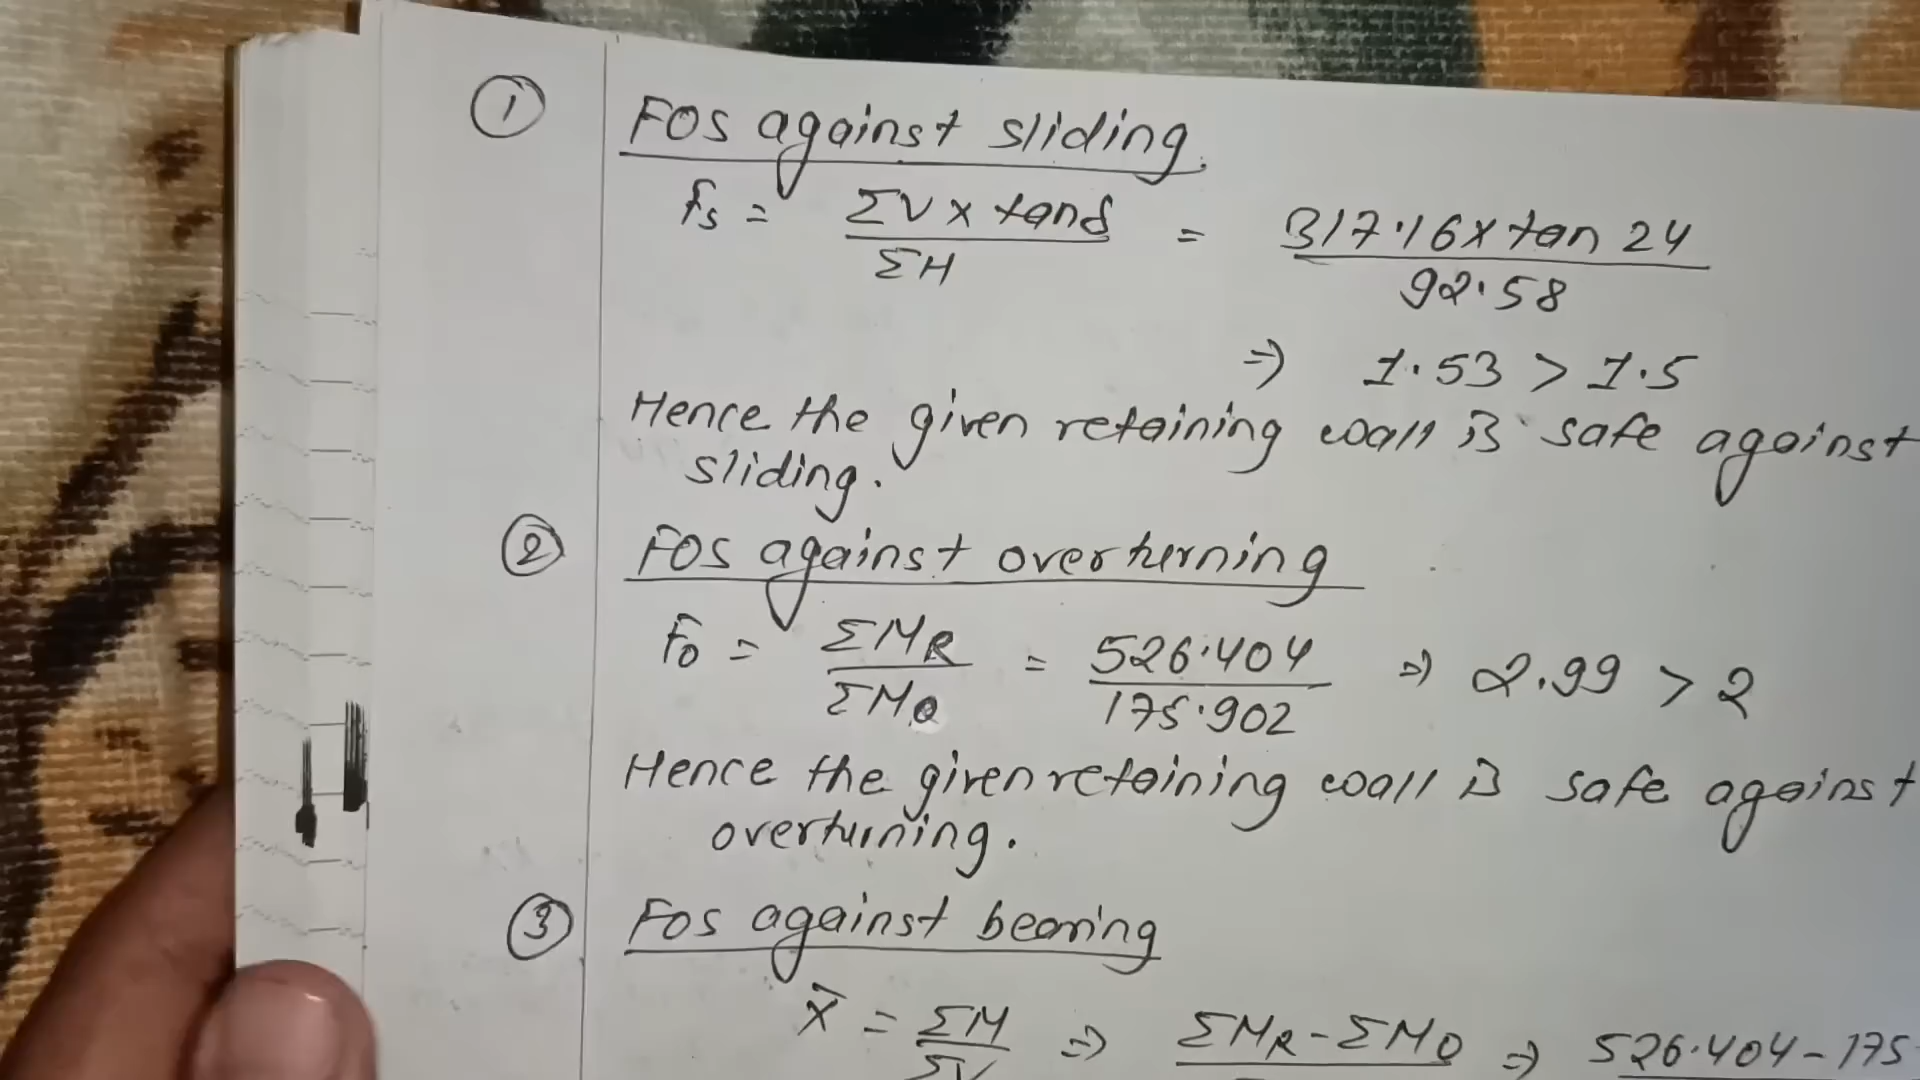 ① FOS against sliding.
Fs = ΣV x tanδ / ΣH = 317.16 x tan 24 / 92.58
=) 1.53 > 1.5
Hence the given retaining wall is safe against
sliding.
② FOS against overturning
Fo = ΣMR / ΣMO = 526.404 / 175.902 =) 2.99 > 2
Hence the given retaining wall is safe against
overturning.
③ FOS against bearing
x̄ = ΣM / ΣV =) ΣMR - ΣMO =) 526.404 - 175